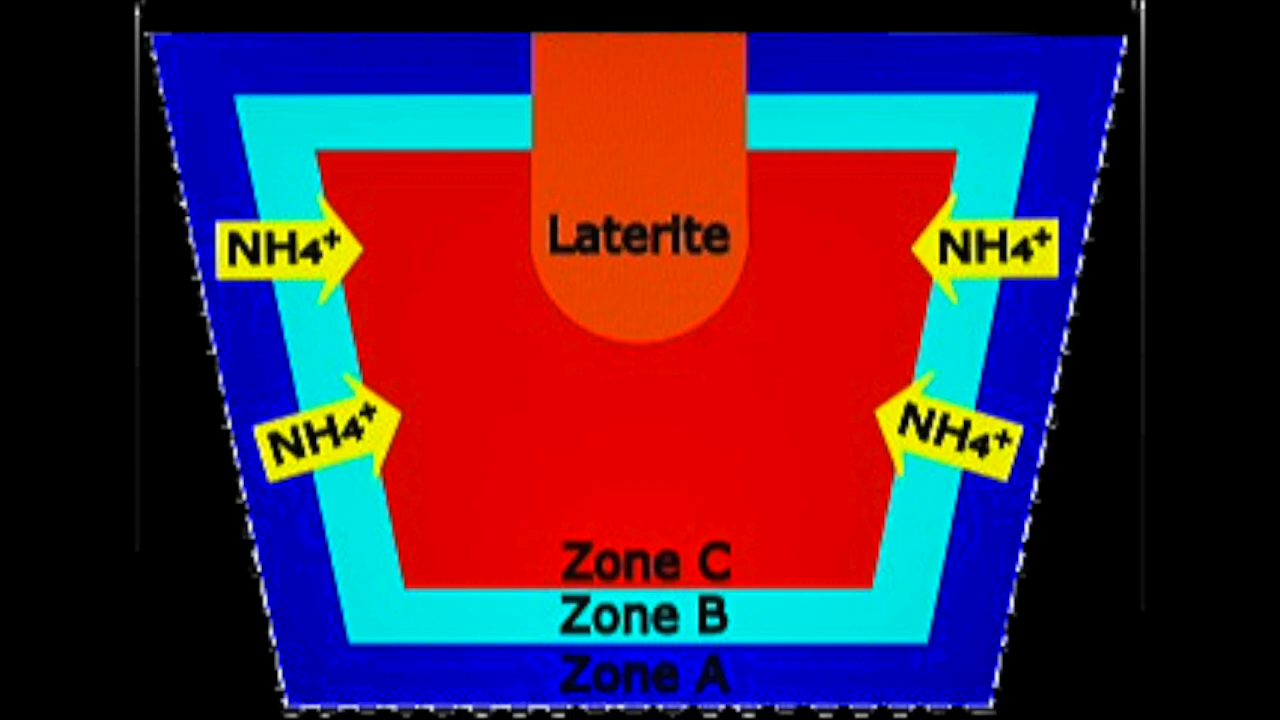 Laterite
NH₄⁺
NH₄⁺
NH₄⁺
NH₄⁺
Zone C
Zone B
Zone A